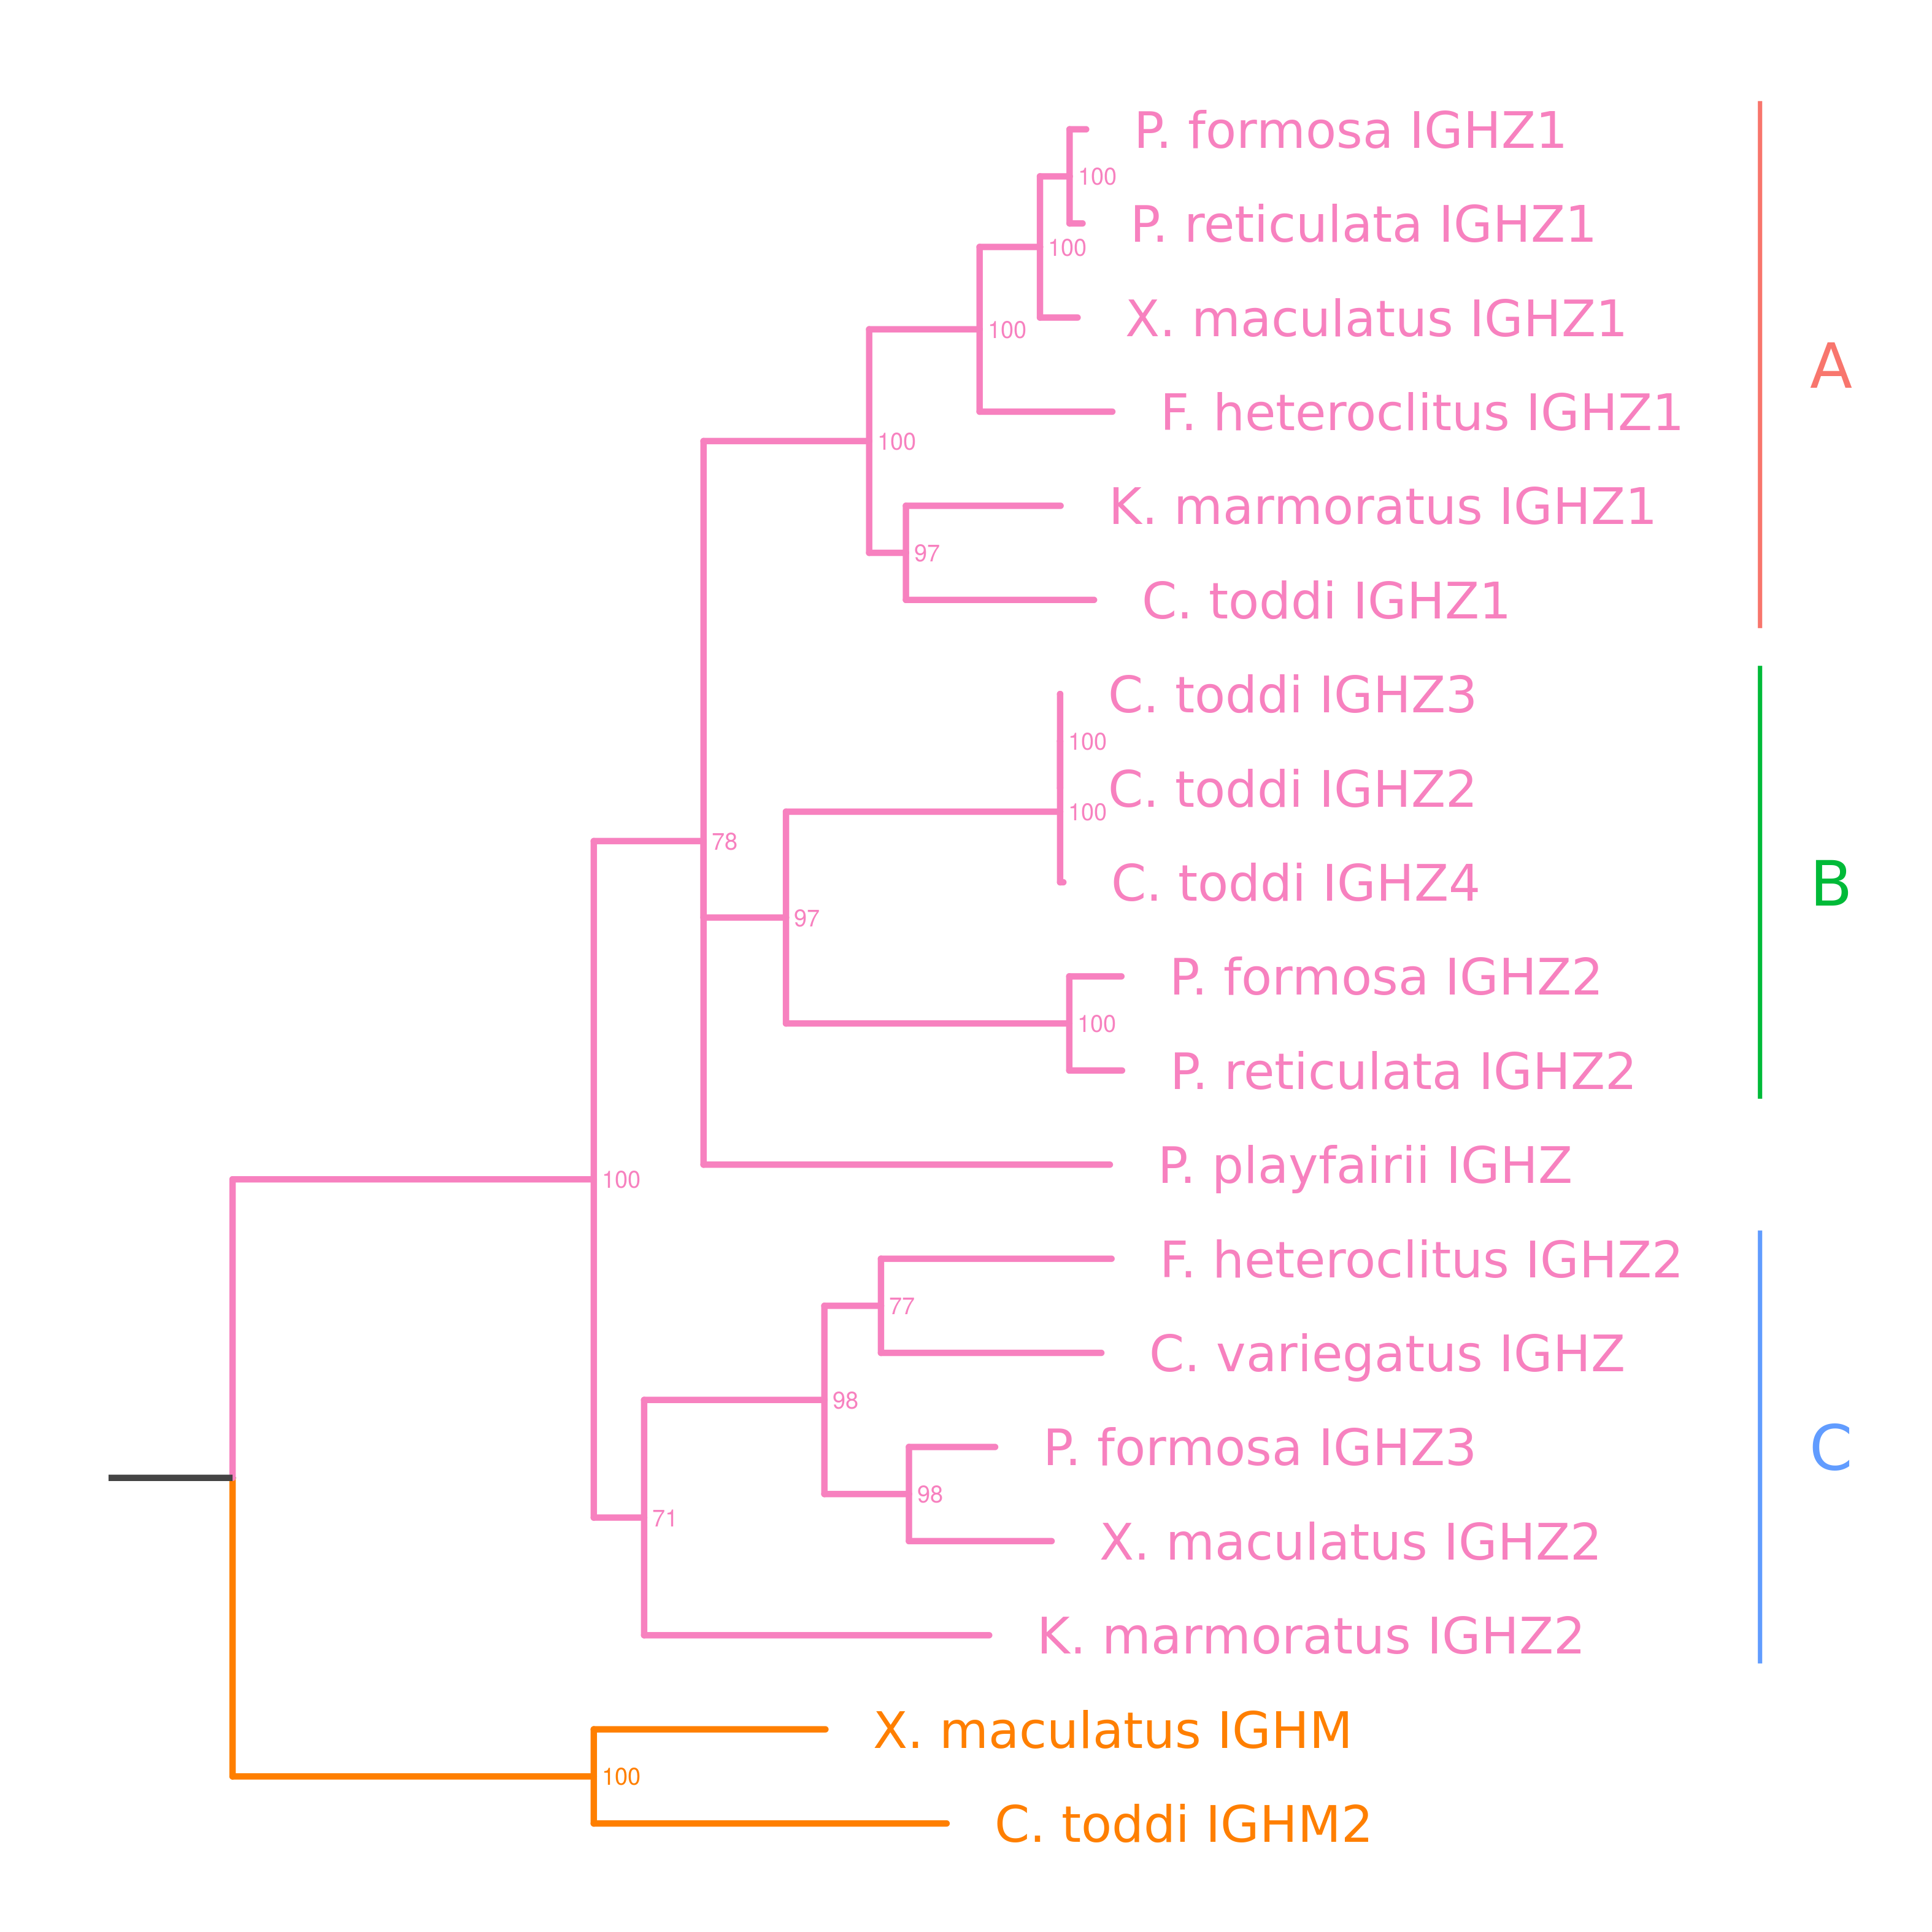 P. formosa IGHZ1
100
P. reticulata IGHZ1
100
X. maculatus IGHZ1
100
A
F. heteroclitus IGHZ1
100
K. marmoratus IGHZ1
97
C. toddi IGHZ1
C. toddi IGHZ3
100
C. toddi IGHZ2
100
78
C. toddi IGHZ4
B
97
P. formosa IGHZ2
100
P. reticulata IGHZ2
P. playfairii IGHZ
100
F. heteroclitus IGHZ2
77
C. variegatus IGHZ
98
P. formosa IGHZ3
C
98
71
X. maculatus IGHZ2
K. marmoratus IGHZ2
X. maculatus IGHM
100
C. toddi IGHM2